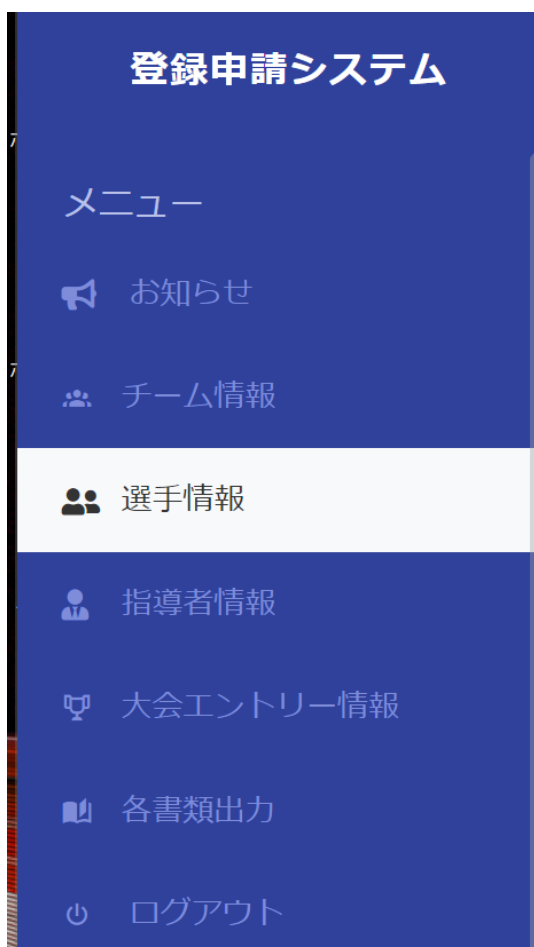 登録申請システム
メニュー
お知らせ
チーム情報
選手情報
指導者情報
大会エントリー情報
各書類出力
ログアウト